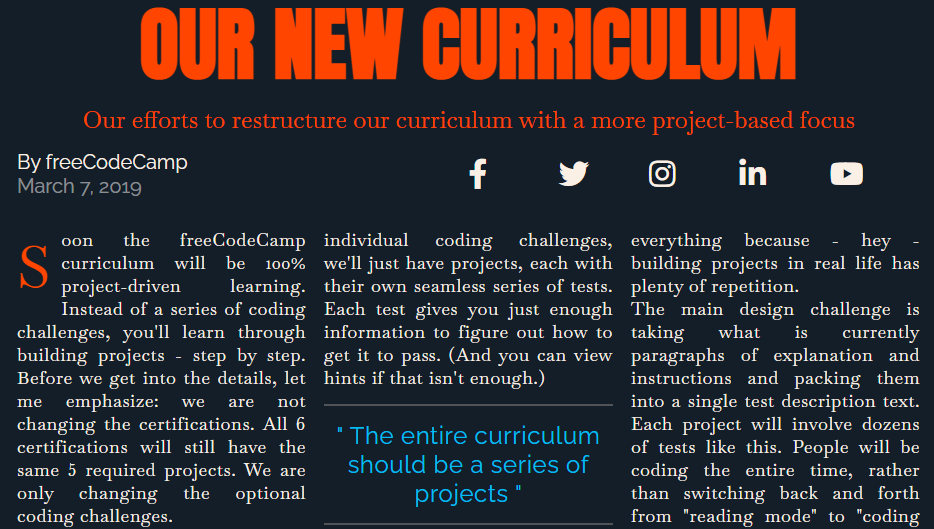 OUR NEW CURRICULUM
Our efforts to restructure our curriculum with a more project-based focus
By freeCodeCamp
March 7, 2019
Soon the freeCodeCamp
curriculum will be 100%
project-driven learning.
Instead of a series of coding
challenges, you'll learn through
building projects - step by step.
Before we get into the details, let
me emphasize: we are not
changing the certifications. All 6
certifications will still have the
same 5 required projects. We are
only changing the optional
coding challenges.
individual coding challenges,
we'll just have projects, each with
their own seamless series of tests.
Each test gives you just enough
information to figure out how to
get it to pass. (And you can view
hints if that isn't enough.)
" The entire curriculum
should be a series of
projects "
everything because - hey -
building projects in real life has
plenty of repetition.
The main design challenge is
taking what is currently
paragraphs of explanation and
instructions and packing them
into a single test description text.
Each project will involve dozens
of tests like this. People will be
coding the entire time, rather
than switching back and forth
from "reading mode" to "coding